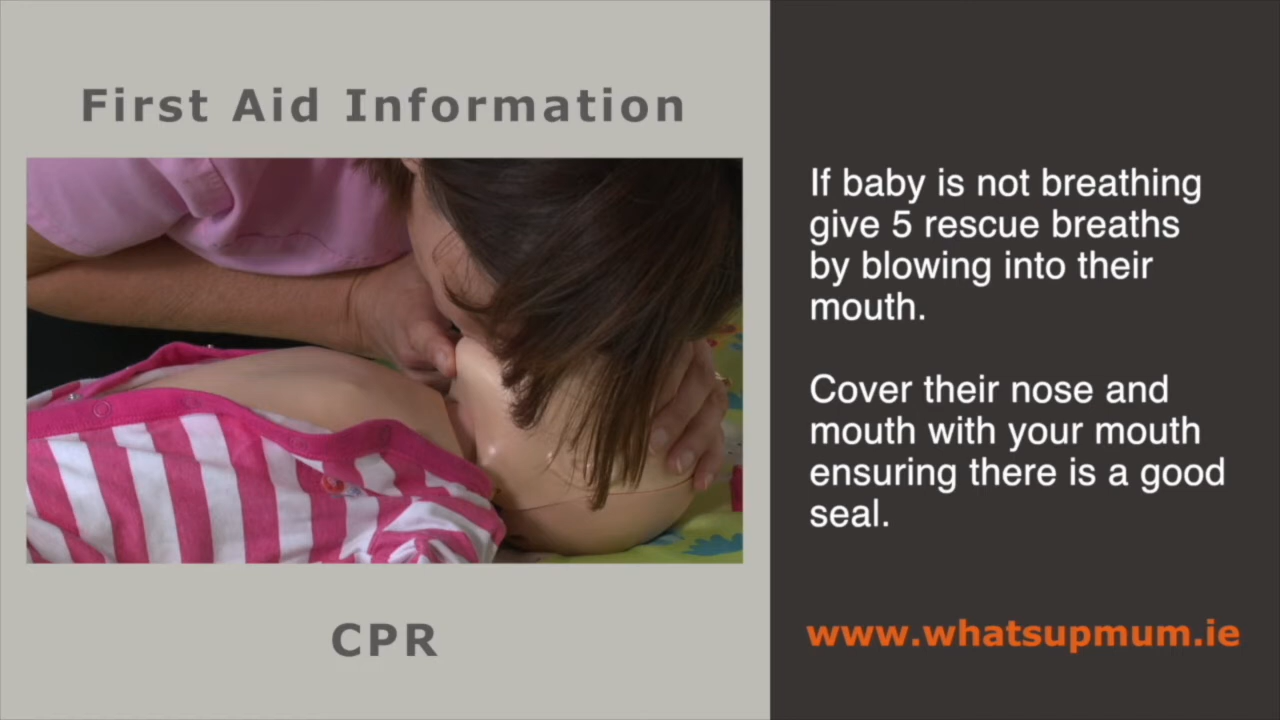 First Aid Information
If baby is not breathing
give 5 rescue breaths
by blowing into their
mouth.
Cover their nose and
mouth with your mouth
ensuring there is a good
seal.
CPR
www.whatsupmum.ie